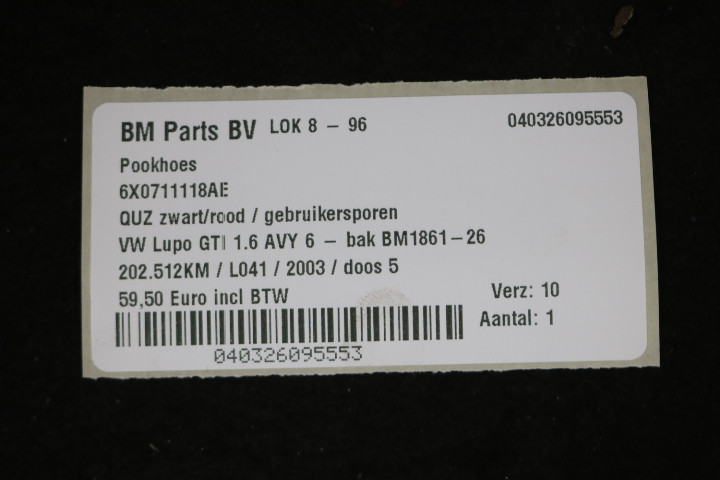 BM Parts BV LOK 8 - 96 040326095553
Pookhoes
6X0711118AE
QUZ zwart/rood / gebruikersporen
VW Lupo GTI 1.6 AVY 6 - bak BM1861-26
202.512KM / L041 / 2003 / doos 5
59,50 Euro incl BTW Verz: 10
Aantal: 1
040326095553